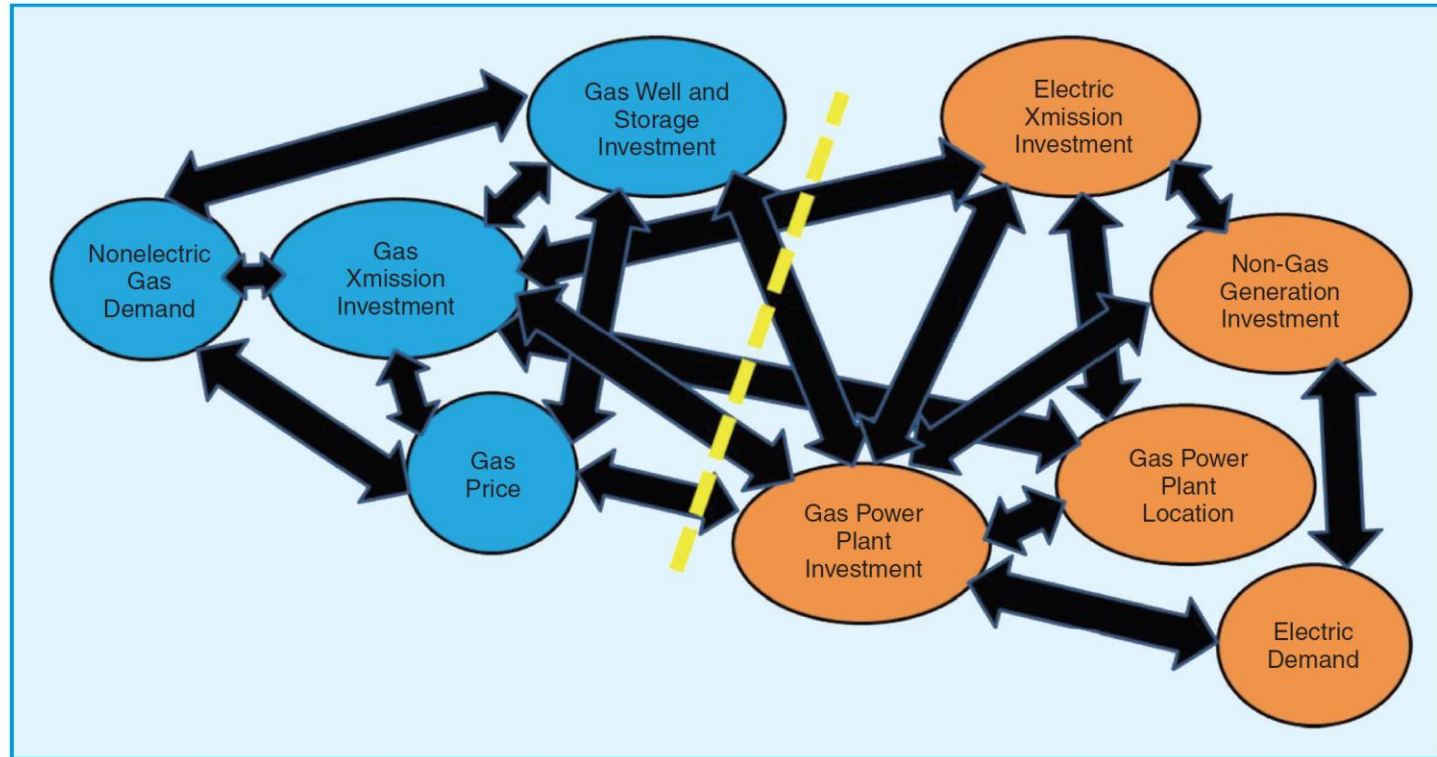 Gas Well and
Storage
Investment
Electric
Xmission
Investment
Nonelectric
Gas
Demand
Gas
Xmission
Investment
Non-Gas
Generation
Investment
Gas
Price
Gas Power
Plant
Location
Gas Power
Plant
Investment
Electric
Demand